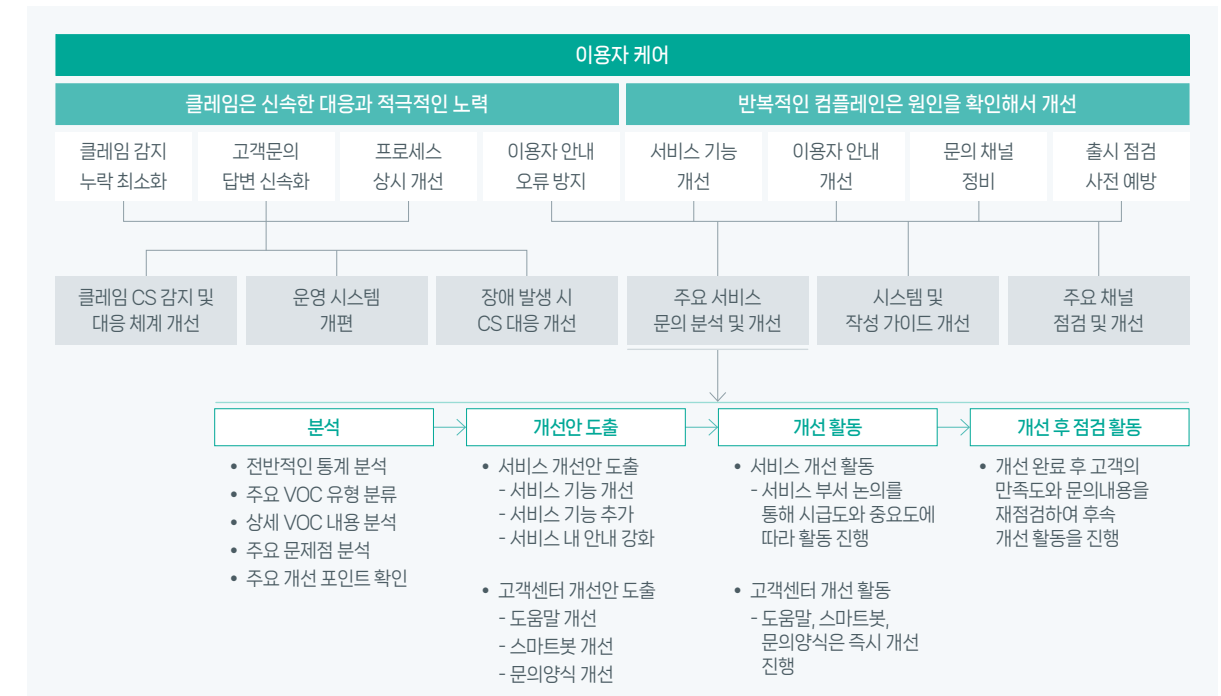 이용자 케어
클레임은 신속한 대응과 적극적인 노력
반복적인 컴플레인은 원인을 확인해서 개선
클레임 감지
누락 최소화
고객문의
답변 신속화
프로세스
상시 개선
이용자 안내
오류 방지
서비스 기능
개선
이용자 안내
개선
문의 채널
정비
출시 점검
사전 예방
클레임 CS 감지 및
대응 체계 개선
운영 시스템
개편
장애 발생 시
CS 대응 개선
주요 서비스
문의 분석 및 개선
시스템 및
작성 가이드 개선
주요 채널
점검 및 개선
분석
• 전반적인 통계 분석
• 주요 VOC 유형 분류
• 상세 VOC 내용 분석
• 주요 문제점 분석
• 주요 개선 포인트 확인
개선안 도출
• 서비스 개선안 도출
- 서비스 기능 개선
- 서비스 기능 추가
- 서비스 내 안내 강화
• 고객센터 개선안 도출
- 도움말 개선
- 스마트봇 개선
- 문의양식 개선
개선 활동
• 서비스 개선 활동
- 서비스 부서 논의를
통해 시급도와 중요도에
따라 활동 진행
• 고객센터 개선 활동
- 도움말, 스마트봇,
문의양식은 즉시 개선
진행
개선 후 점검 활동
• 개선 완료 후 고객의
만족도와 문의내용을
재점검하여 후속
개선 활동을 진행